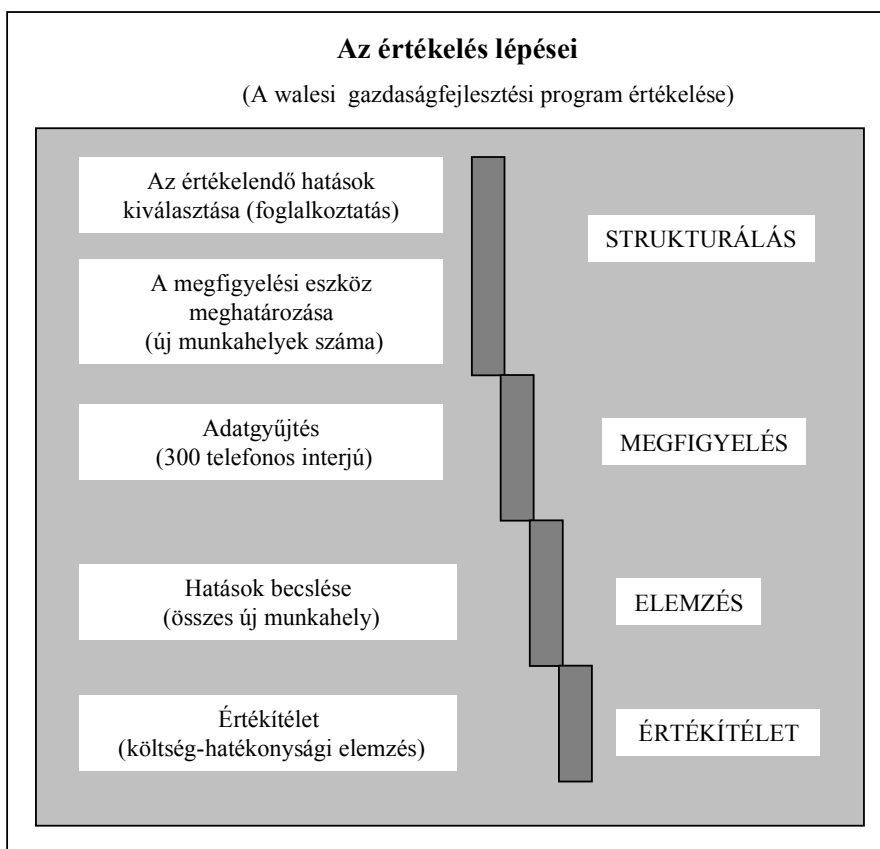 Az értékelés lépései
(A walesi gazdaságfejlesztési program értékelése)
Az értékelendő hatások
kiválasztása (foglalkoztatás)
STRUKTURÁLÁS
A megfigyelési eszköz
meghatározása
(új munkahelyek száma)
Adatgyűjtés
(300 telefonos interjú)
MEGFIGYELÉS
Hatások becslése
(összes új munkahely)
ELEMZÉS
Értékítélet
(költség-hatékonysági elemzés)
ÉRTÉKÍTÉLET